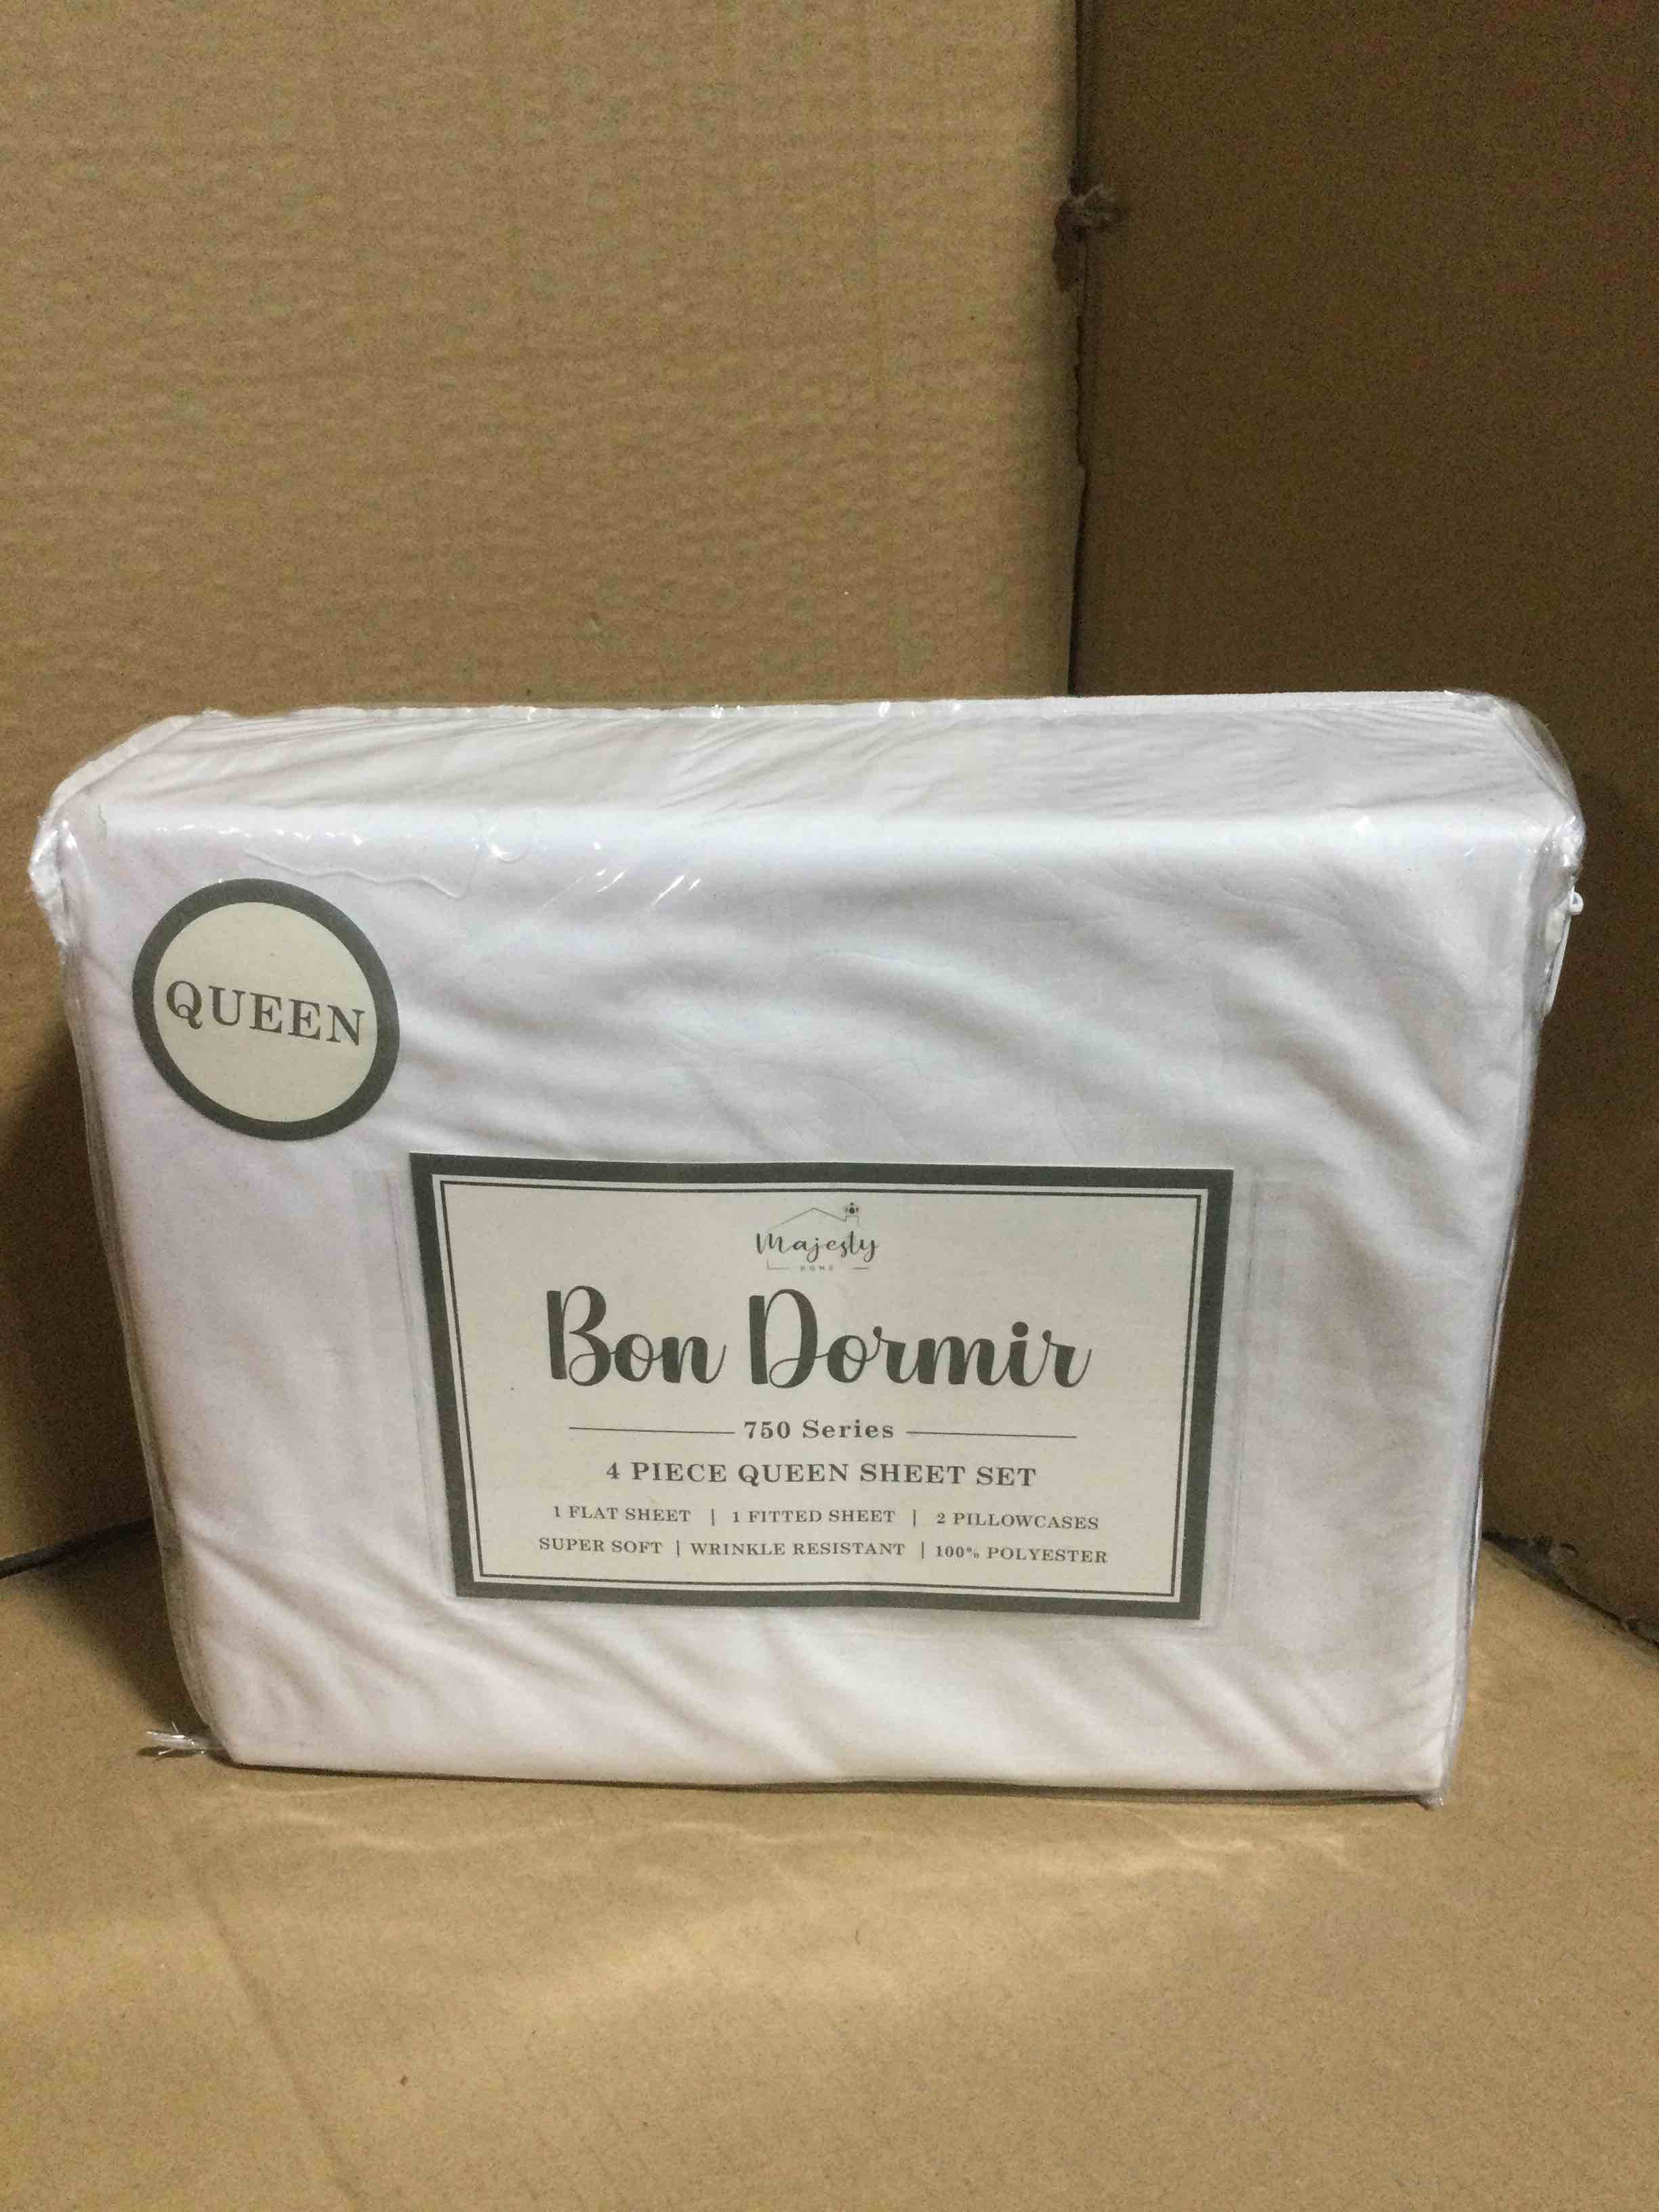 QUEEN
Majesty
HOME
Bon Dormir
750 Series
4 PIECE QUEEN SHEET SET
1 FLAT SHEET | 1 FITTED SHEET | 2 PILLOWCASES
SUPER SOFT | WRINKLE RESISTANT | 100% POLYESTER